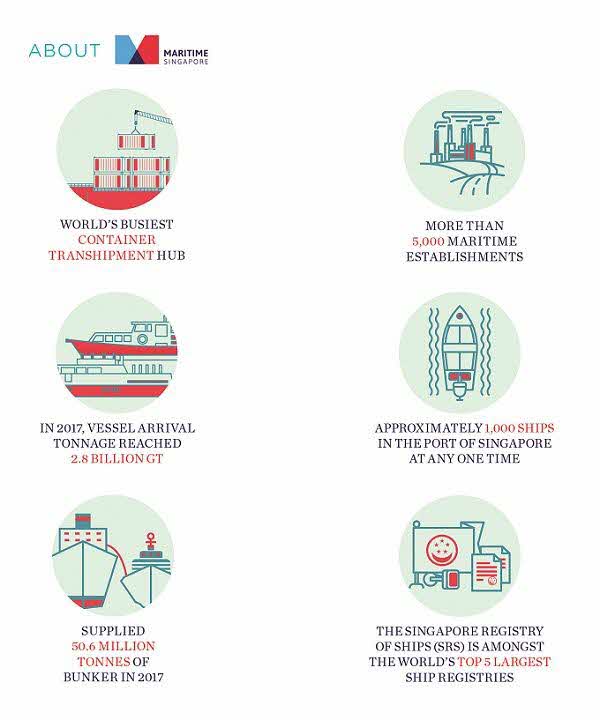 ABOUT
MARITIME
SINGAPORE
WORLD'S BUSIEST
CONTAINER
TRANSHIPMENT HUB
MORE THAN
5,000 MARITIME
ESTABLISHMENTS
IN 2017, VESSEL ARRIVAL
TONNAGE REACHED
2.8 BILLION GT
APPROXIMATELY 1,000 SHIPS
IN THE PORT OF SINGAPORE
AT ANY ONE TIME
SUPPLIED
50.6 MILLION
TONNES OF
BUNKER IN 2017
THE SINGAPORE REGISTRY
OF SHIPS (SRS) IS AMONGST
THE WORLD'S TOP 5 LARGEST
SHIP REGISTRIES